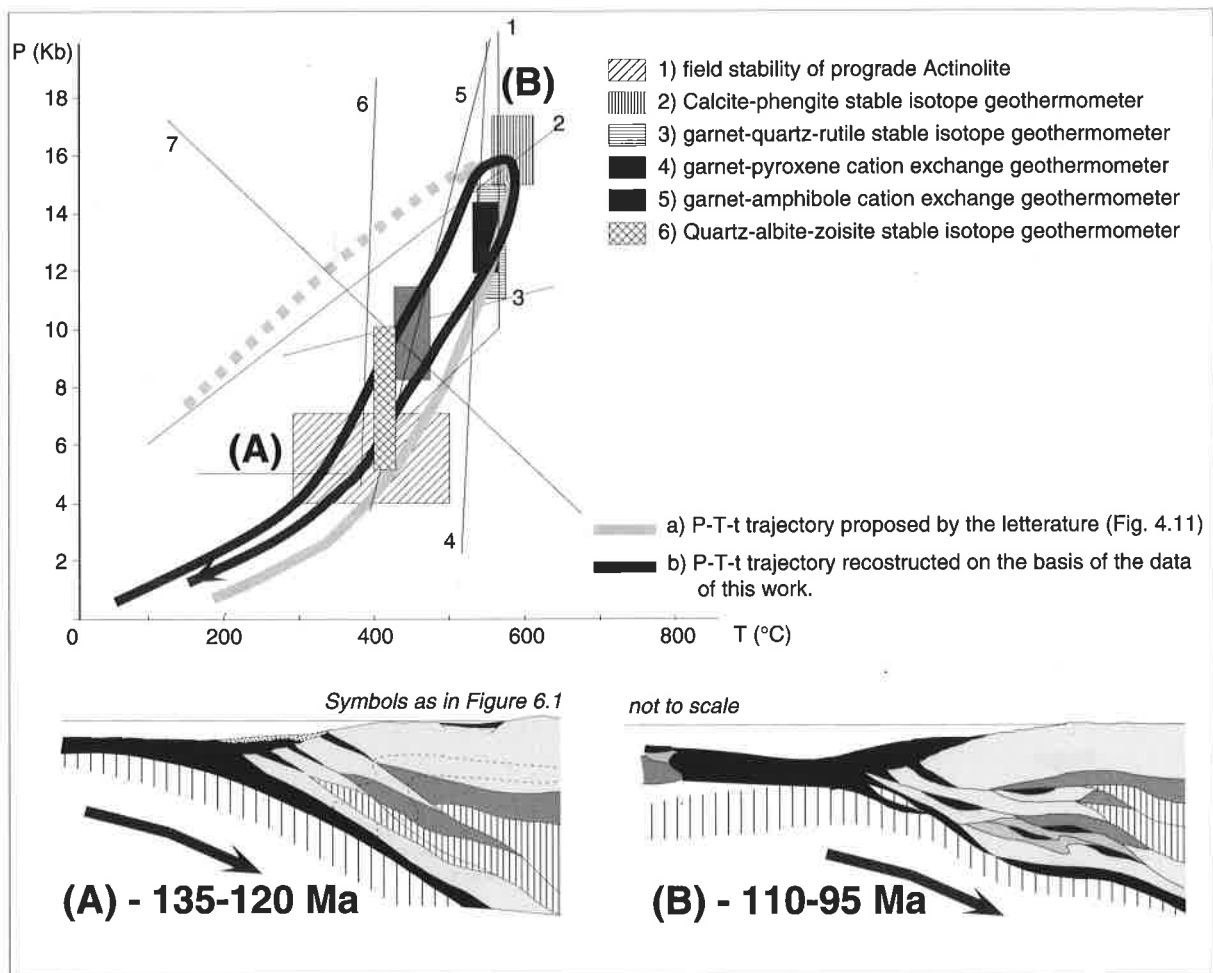 P (Kb)
18
16
14
12
10
8
6
4
2
0
200
400
600
800
T (°C)
1
5
(B)
6
2
7
3
(A)
4
1) field stability of prograde Actinolite
2) Calcite-phengite stable isotope geothermometer
3) garnet-quartz-rutile stable isotope geothermometer
4) garnet-pyroxene cation exchange geothermometer
5) garnet-amphibole cation exchange geothermometer
6) Quartz-albite-zoisite stable isotope geothermometer
a) P-T-t trajectory proposed by the letterature (Fig. 4.11)
b) P-T-t trajectory recostructed on the basis of the data
of this work.
Symbols as in Figure 6.1
not to scale
(A) - 135-120 Ma
(B) - 110-95 Ma